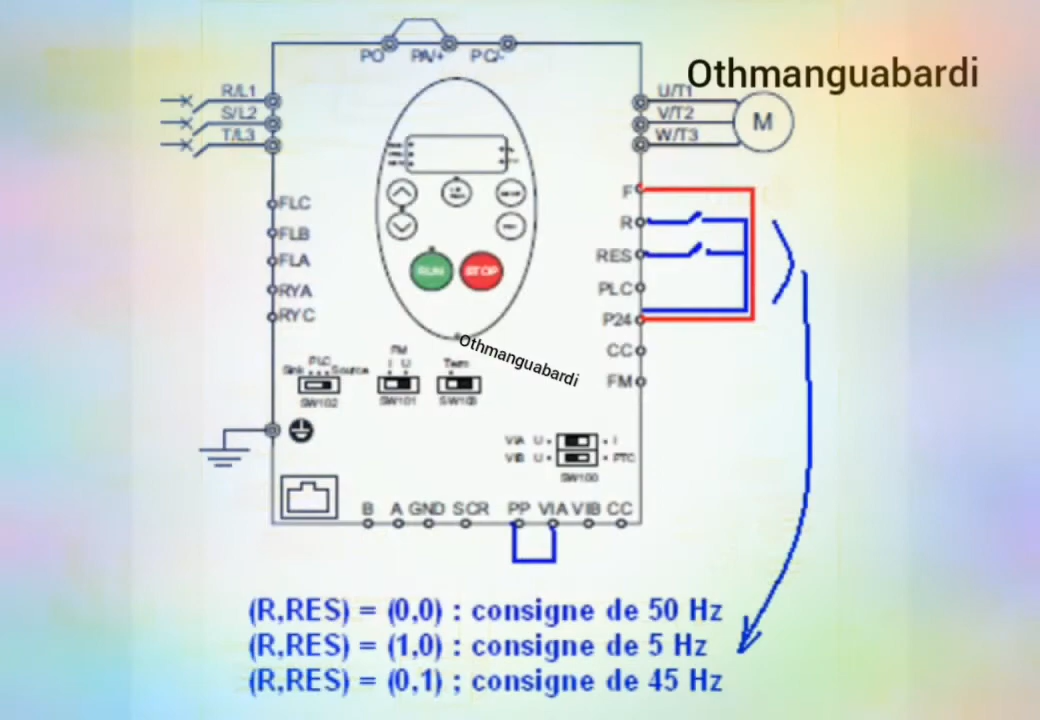 Othmanguabardi
PO PA/+ PC/-
R/L1
S/L2
T/L3
U/T1
V/T2
W/T3
M
F
R
RES
PLC
P24
CC
FM
FLC
FLB
FLA
RYA
RYC
RUN STOP
Othmanguabardi
PLC
Sink Source
SW102
FM
I U
SW101
SW103
VIA U I
VIB U PTC
SW100
B A GND SCR PP VIA VIB CC
(R,RES) = (0,0) : consigne de 50 Hz
(R,RES) = (1,0) : consigne de 5 Hz
(R,RES) = (0,1) ; consigne de 45 Hz